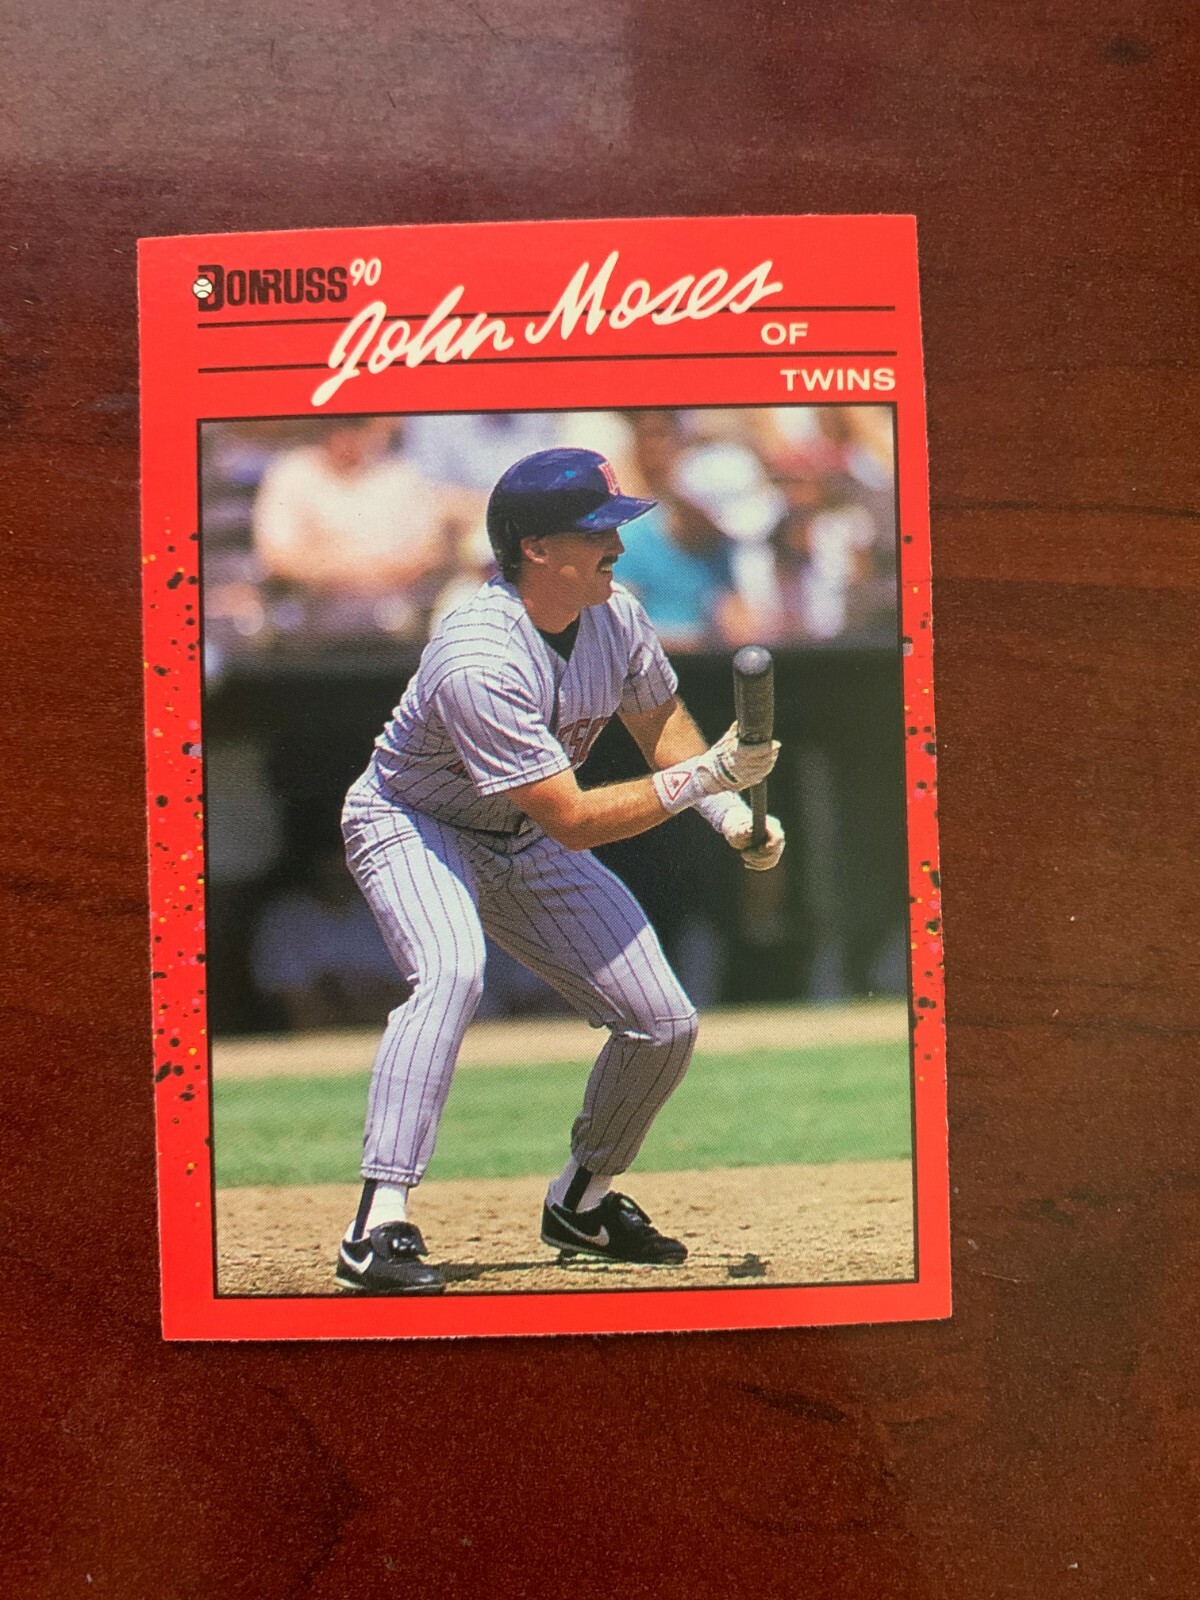 DONRUSS 90
John Moses
OF
TWINS